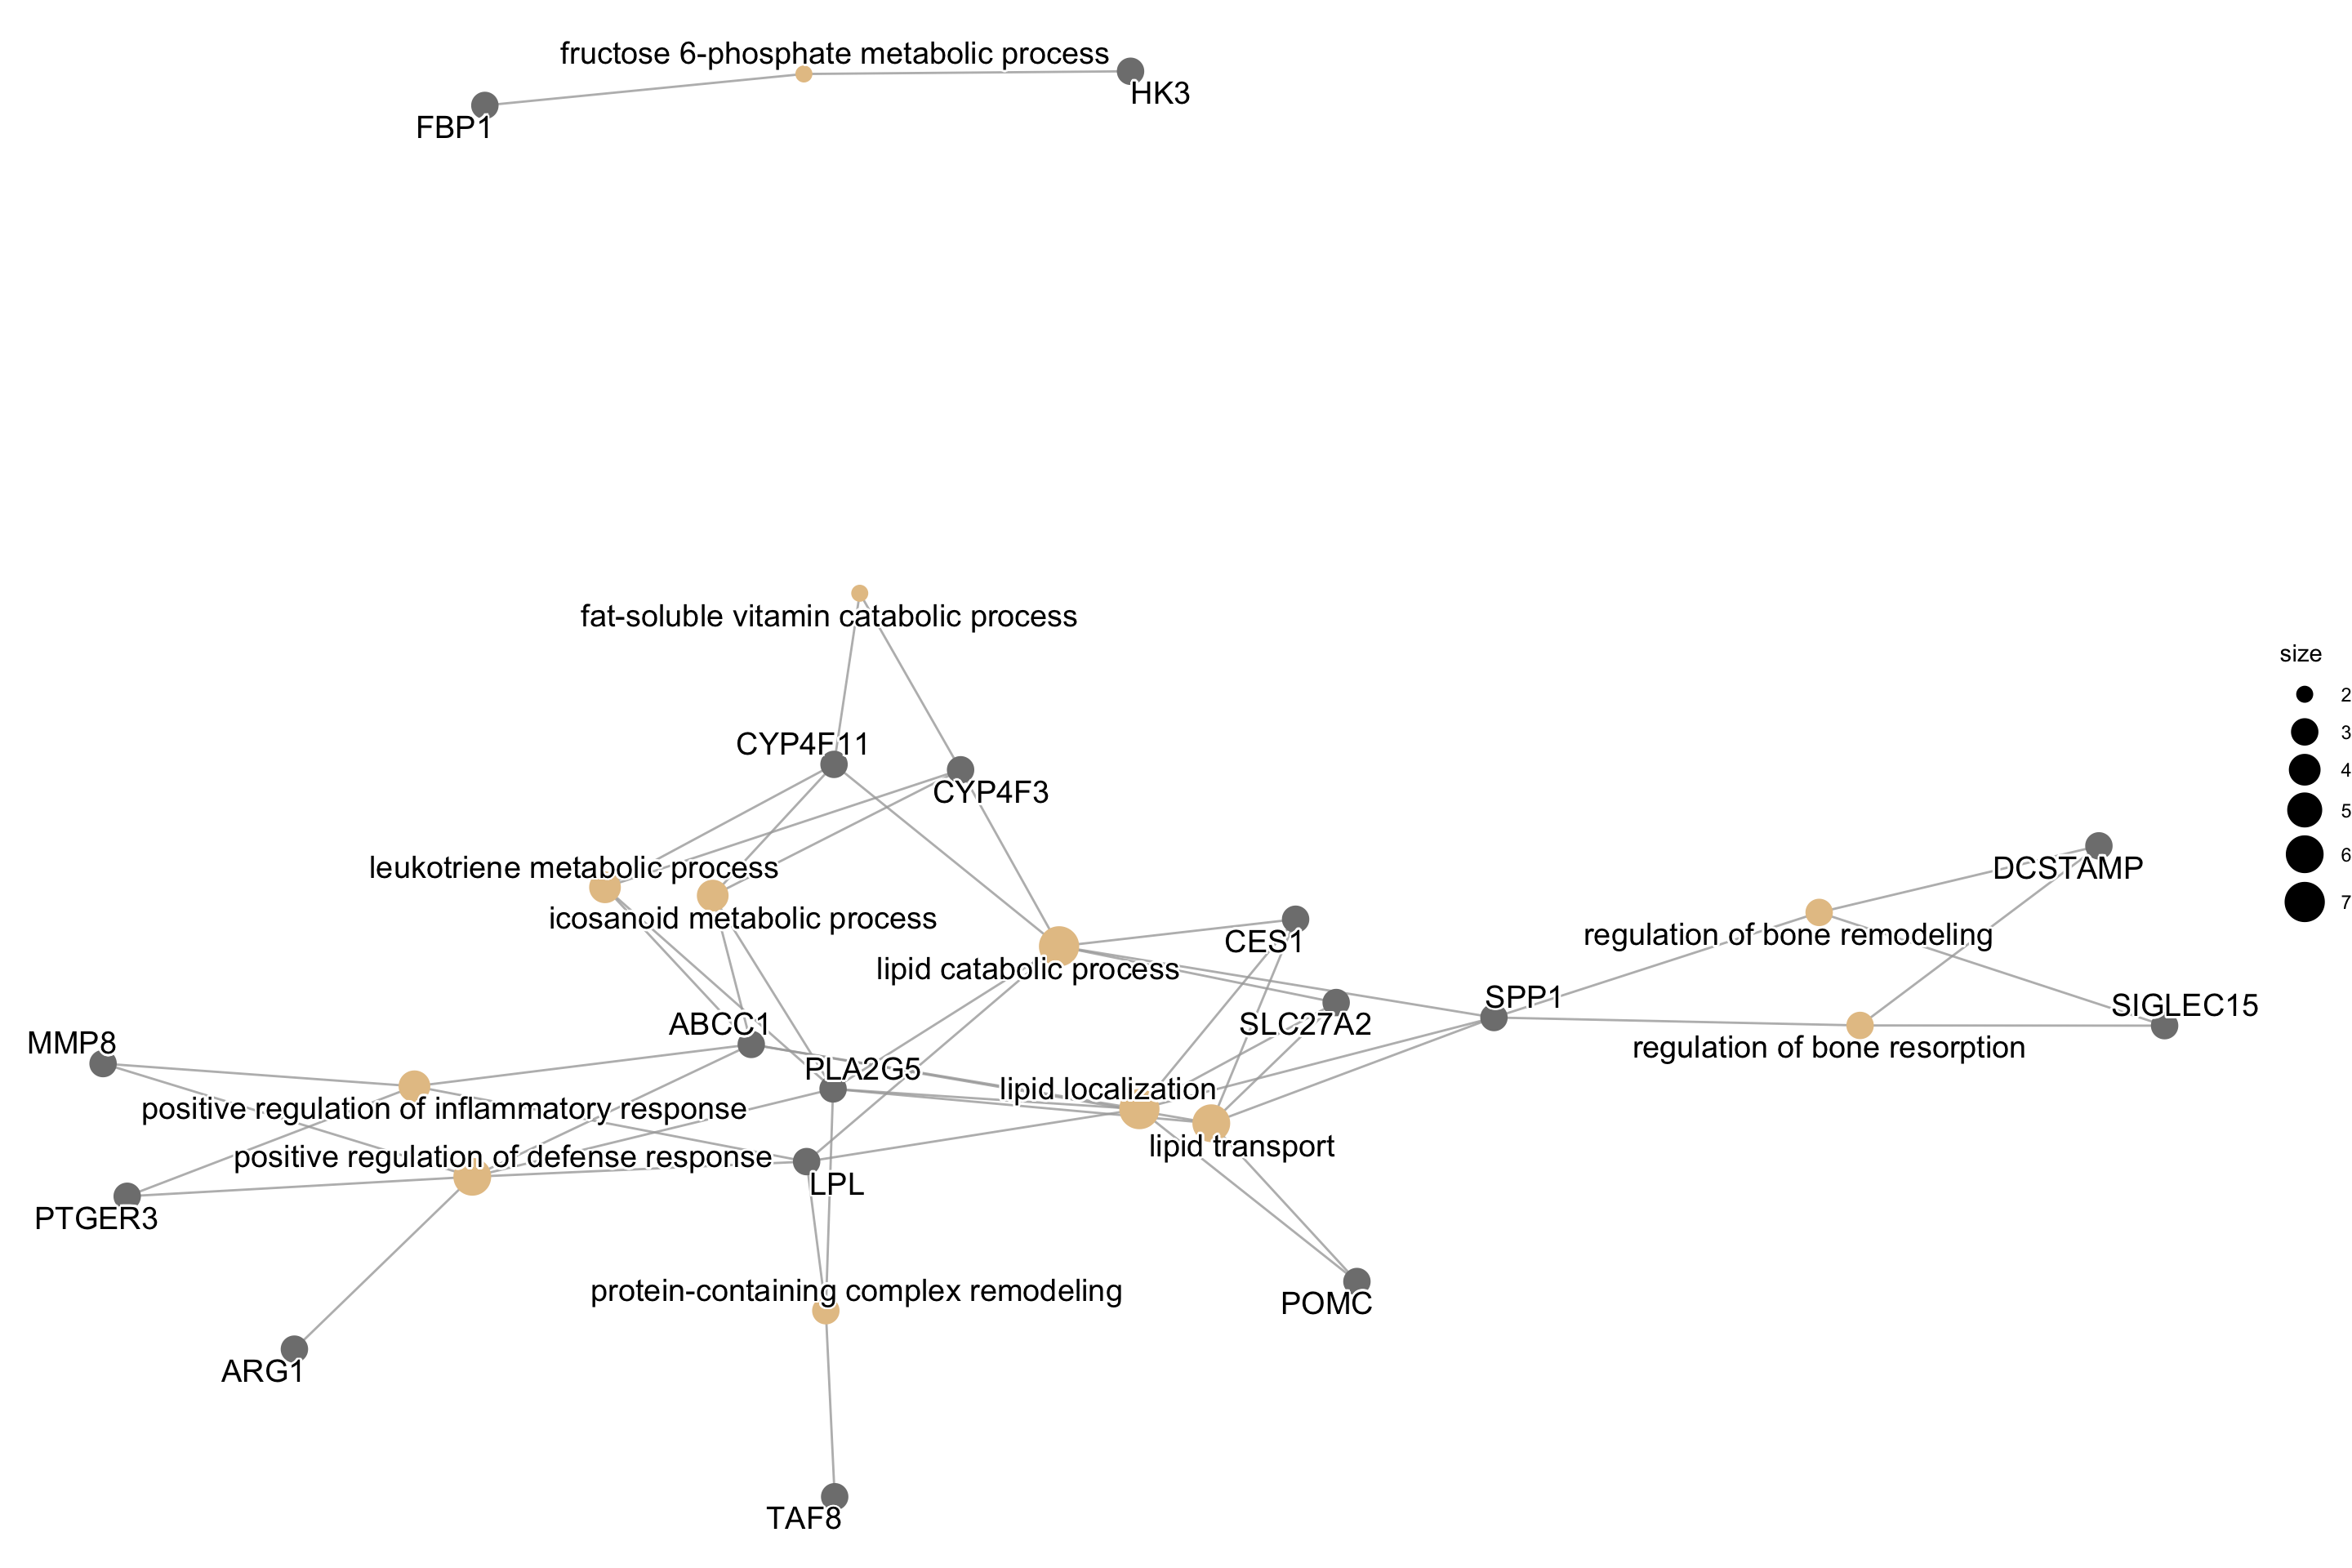 fructose 6-phosphate metabolic process
HK3
FBP1
fat-soluble vitamin catabolic process
size
2
3
4
5
6
7
CYP4F11
CYP4F3
leukotriene metabolic process
DCSTAMP
icosanoid metabolic process
regulation of bone remodeling
CES1
lipid catabolic process
SPP1
SIGLEC15
ABCC1
SLC27A2
MMP8
regulation of bone resorption
PLA2G5
lipid localization
positive regulation of inflammatory response
lipid transport
positive regulation of defense response
LPL
PTGER3
protein-containing complex remodeling
POMC
ARG1
TAF8